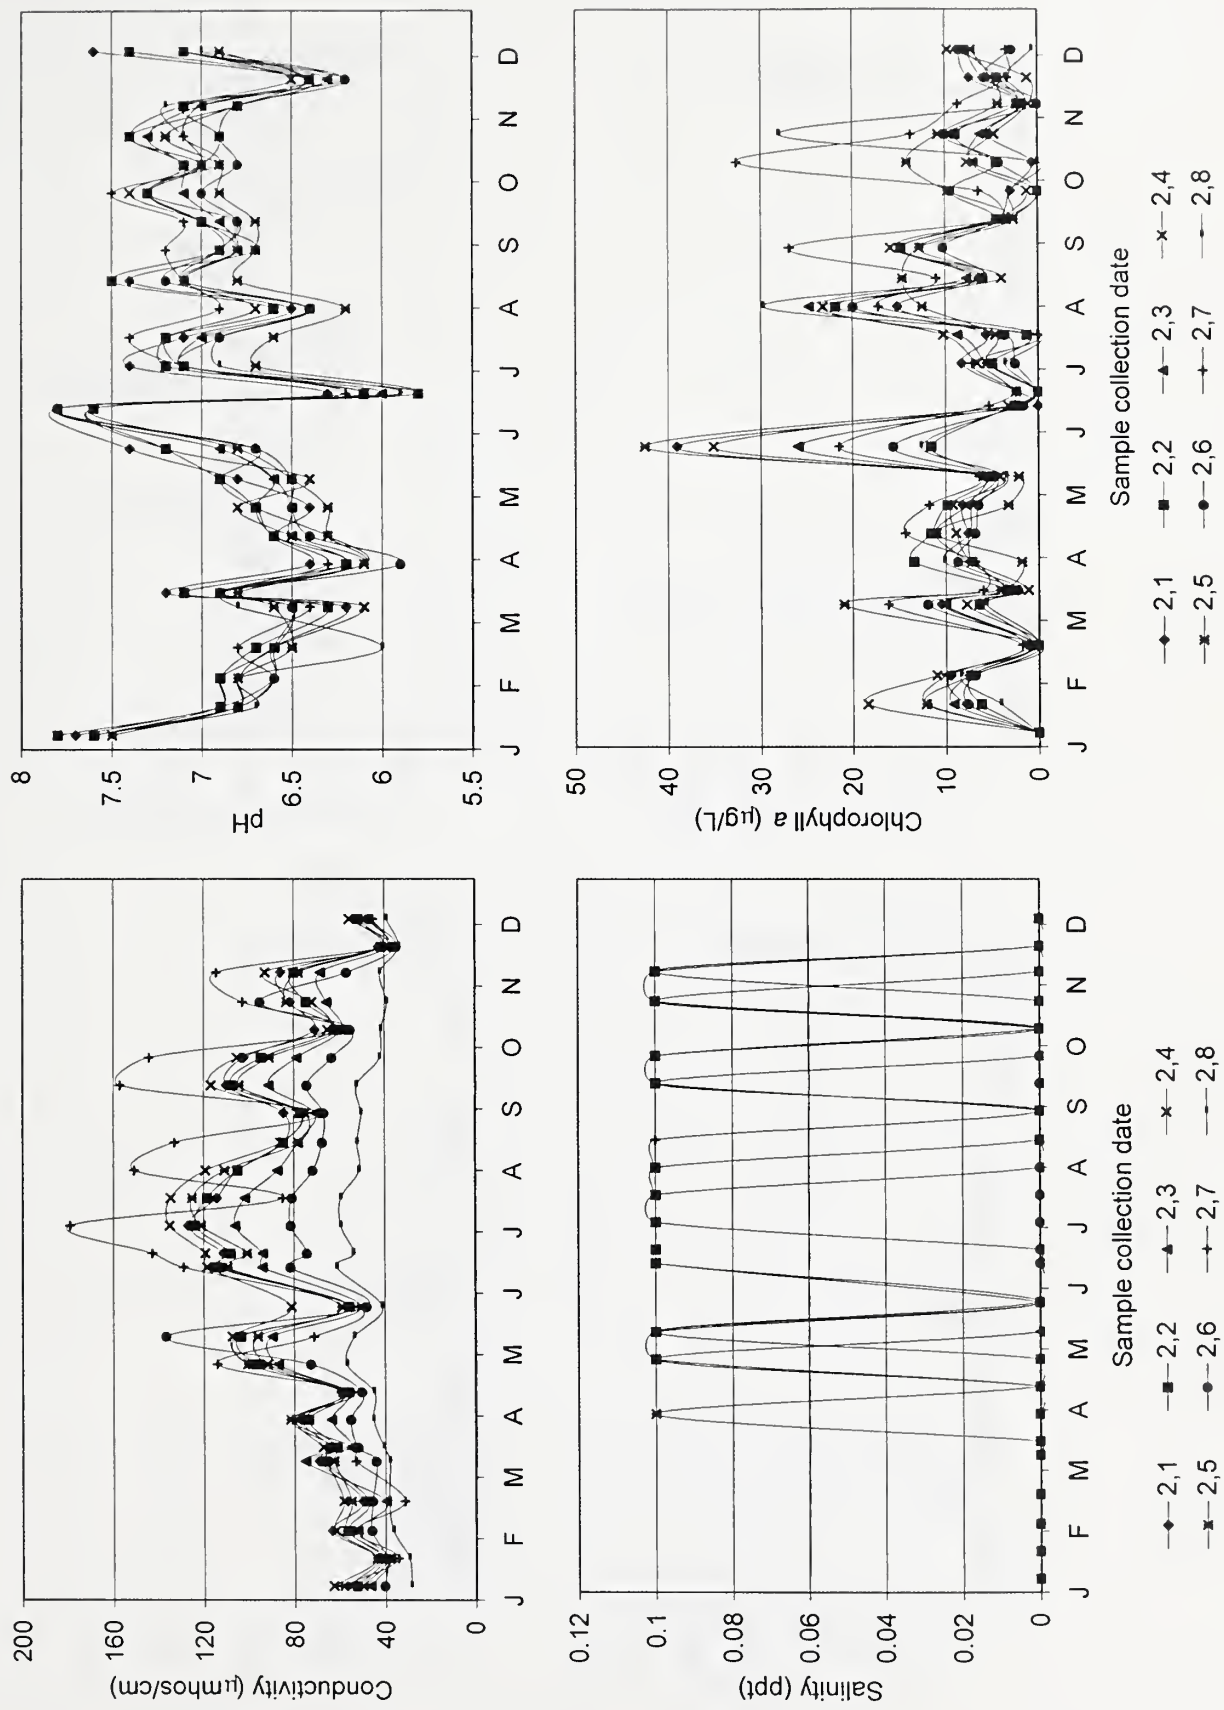 Conductivity (µmhos/cm)
200
160
120
80
40
0
J F M A M J J A S O N D
pH
8
7.5
7
6.5
6
5.5
J F M A M J J A S O N D
Salinity (ppt)
0.12
0.1
0.08
0.06
0.04
0.02
0
J F M A M J J A S O N D
Sample collection date
2,1 2,2 2,3 2,4
2,5 2,6 2,7 2,8
Chlorophyll a (µg/L)
50
40
30
20
10
0
J F M A M J J A S O N D
Sample collection date
2,1 2,2 2,3 2,4
2,5 2,6 2,7 2,8